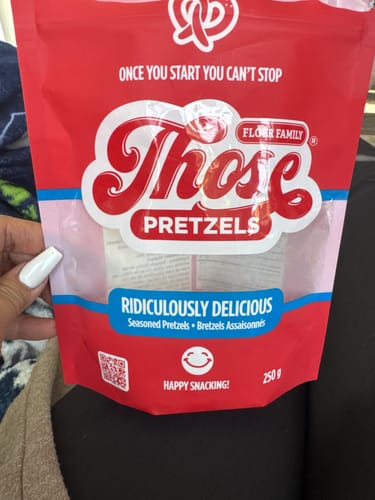 ONCE YOU START YOU CAN'T STOP
FLOER FAMILY
Those
®
PRETZELS
RIDICULOUSLY DELICIOUS
Seasoned Pretzels • Bretzels Assaisonnés
HAPPY SNACKING!
250 g